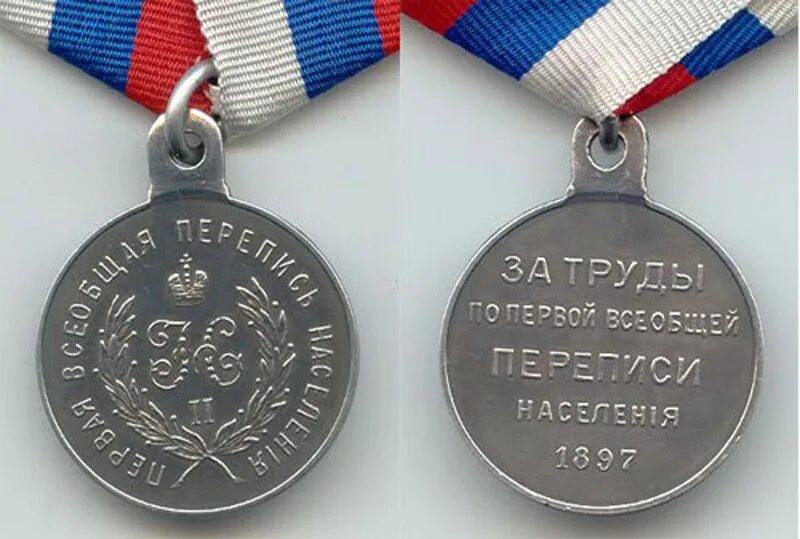 ПЕРВАЯ ВСЕОБЩАЯ ПЕРЕПИСЬ НАСЕЛЕНІЯ
Н
II
ЗА ТРУДЫ
ПО ПЕРВОЙ ВСЕОБЩЕЙ
ПЕРЕПИСИ
НАСЕЛЕНІЯ
1897